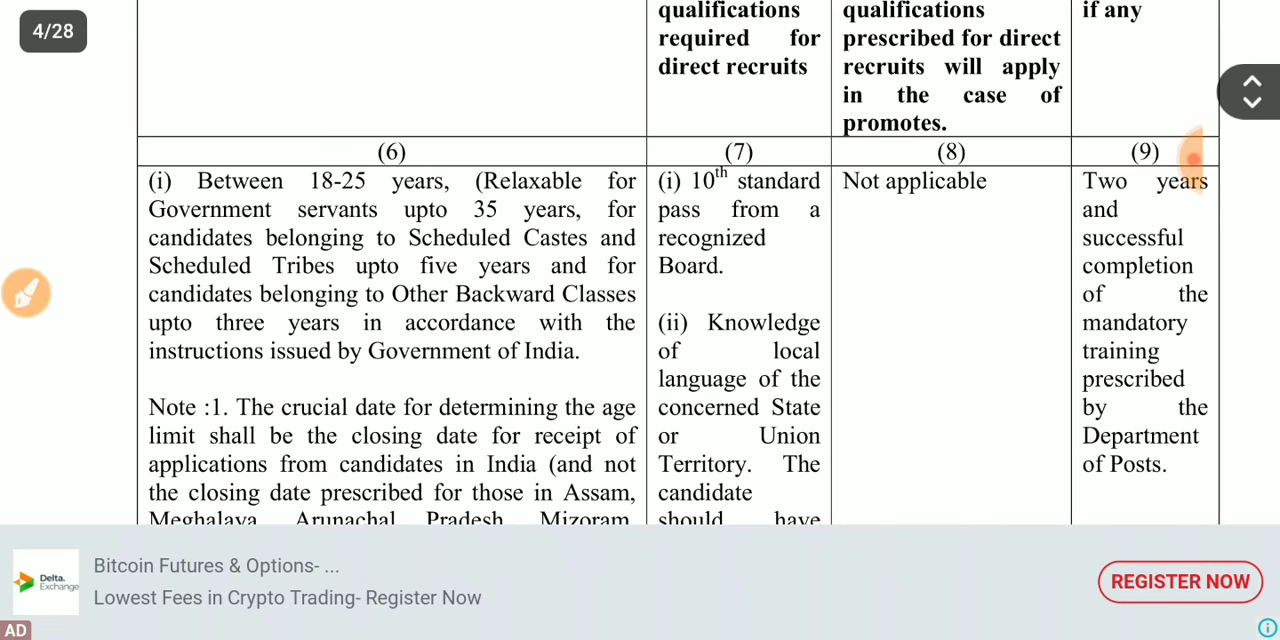 4/28
qualifications
required for
direct recruits
qualifications
prescribed for direct
recruits will apply
in the case of
promotes.
if any
(6)
(7)
(8)
(9)
(i) Between 18-25 years, (Relaxable for
Government servants upto 35 years, for
candidates belonging to Scheduled Castes and
Scheduled Tribes upto five years and for
candidates belonging to Other Backward Classes
upto three years in accordance with the
instructions issued by Government of India.
Note :1. The crucial date for determining the age
limit shall be the closing date for receipt of
applications from candidates in India (and not
the closing date prescribed for those in Assam,
Meghalaya, Arunachal Pradesh, Mizoram,
(i) 10th standard
pass from a
recognized
Board.
(ii) Knowledge
of local
language of the
concerned State
or Union
Territory. The
candidate
should have
Not applicable
Two years
and
successful
completion
of the
mandatory
training
prescribed
by the
Department
of Posts.
Delta.
Exchange
Bitcoin Futures & Options- ...
Lowest Fees in Crypto Trading- Register Now
REGISTER NOW
AD